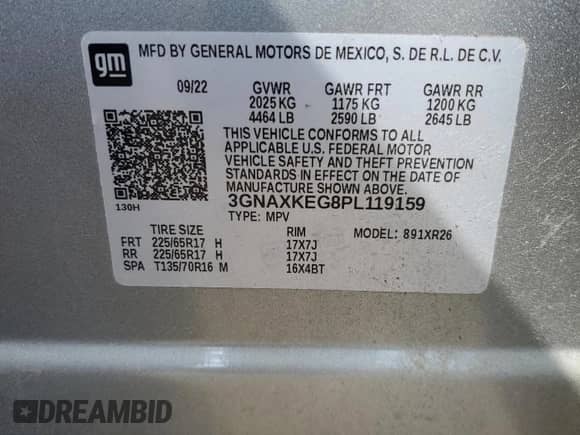 gm
MFD BY GENERAL MOTORS DE MEXICO, S. DE R.L. DE C.V.
09/22 GVWR GAWR FRT GAWR RR
2025 KG 1175 KG 1200 KG
4464 LB 2590 LB 2645 LB
THIS VEHICLE CONFORMS TO ALL
APPLICABLE U.S. FEDERAL MOTOR
VEHICLE SAFETY AND THEFT PREVENTION
STANDARDS IN EFFECT ON THE DATE OF
MANUFACTURE SHOWN ABOVE.
130H 3GNAXKEG8PL119159
TYPE: MPV
TIRE SIZE RIM MODEL: 891XR26
FRT 225/65R17 H 17X7J
RR 225/65R17 H 17X7J
SPA T135/70R16 M 16X4BT
DREAMBID